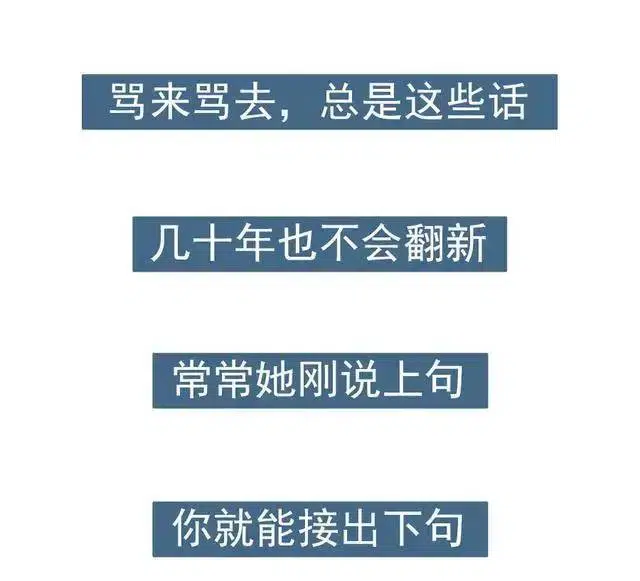 骂来骂去，总是这些话
几十年也不会翻新
常常她刚说上句
你就能接出下句